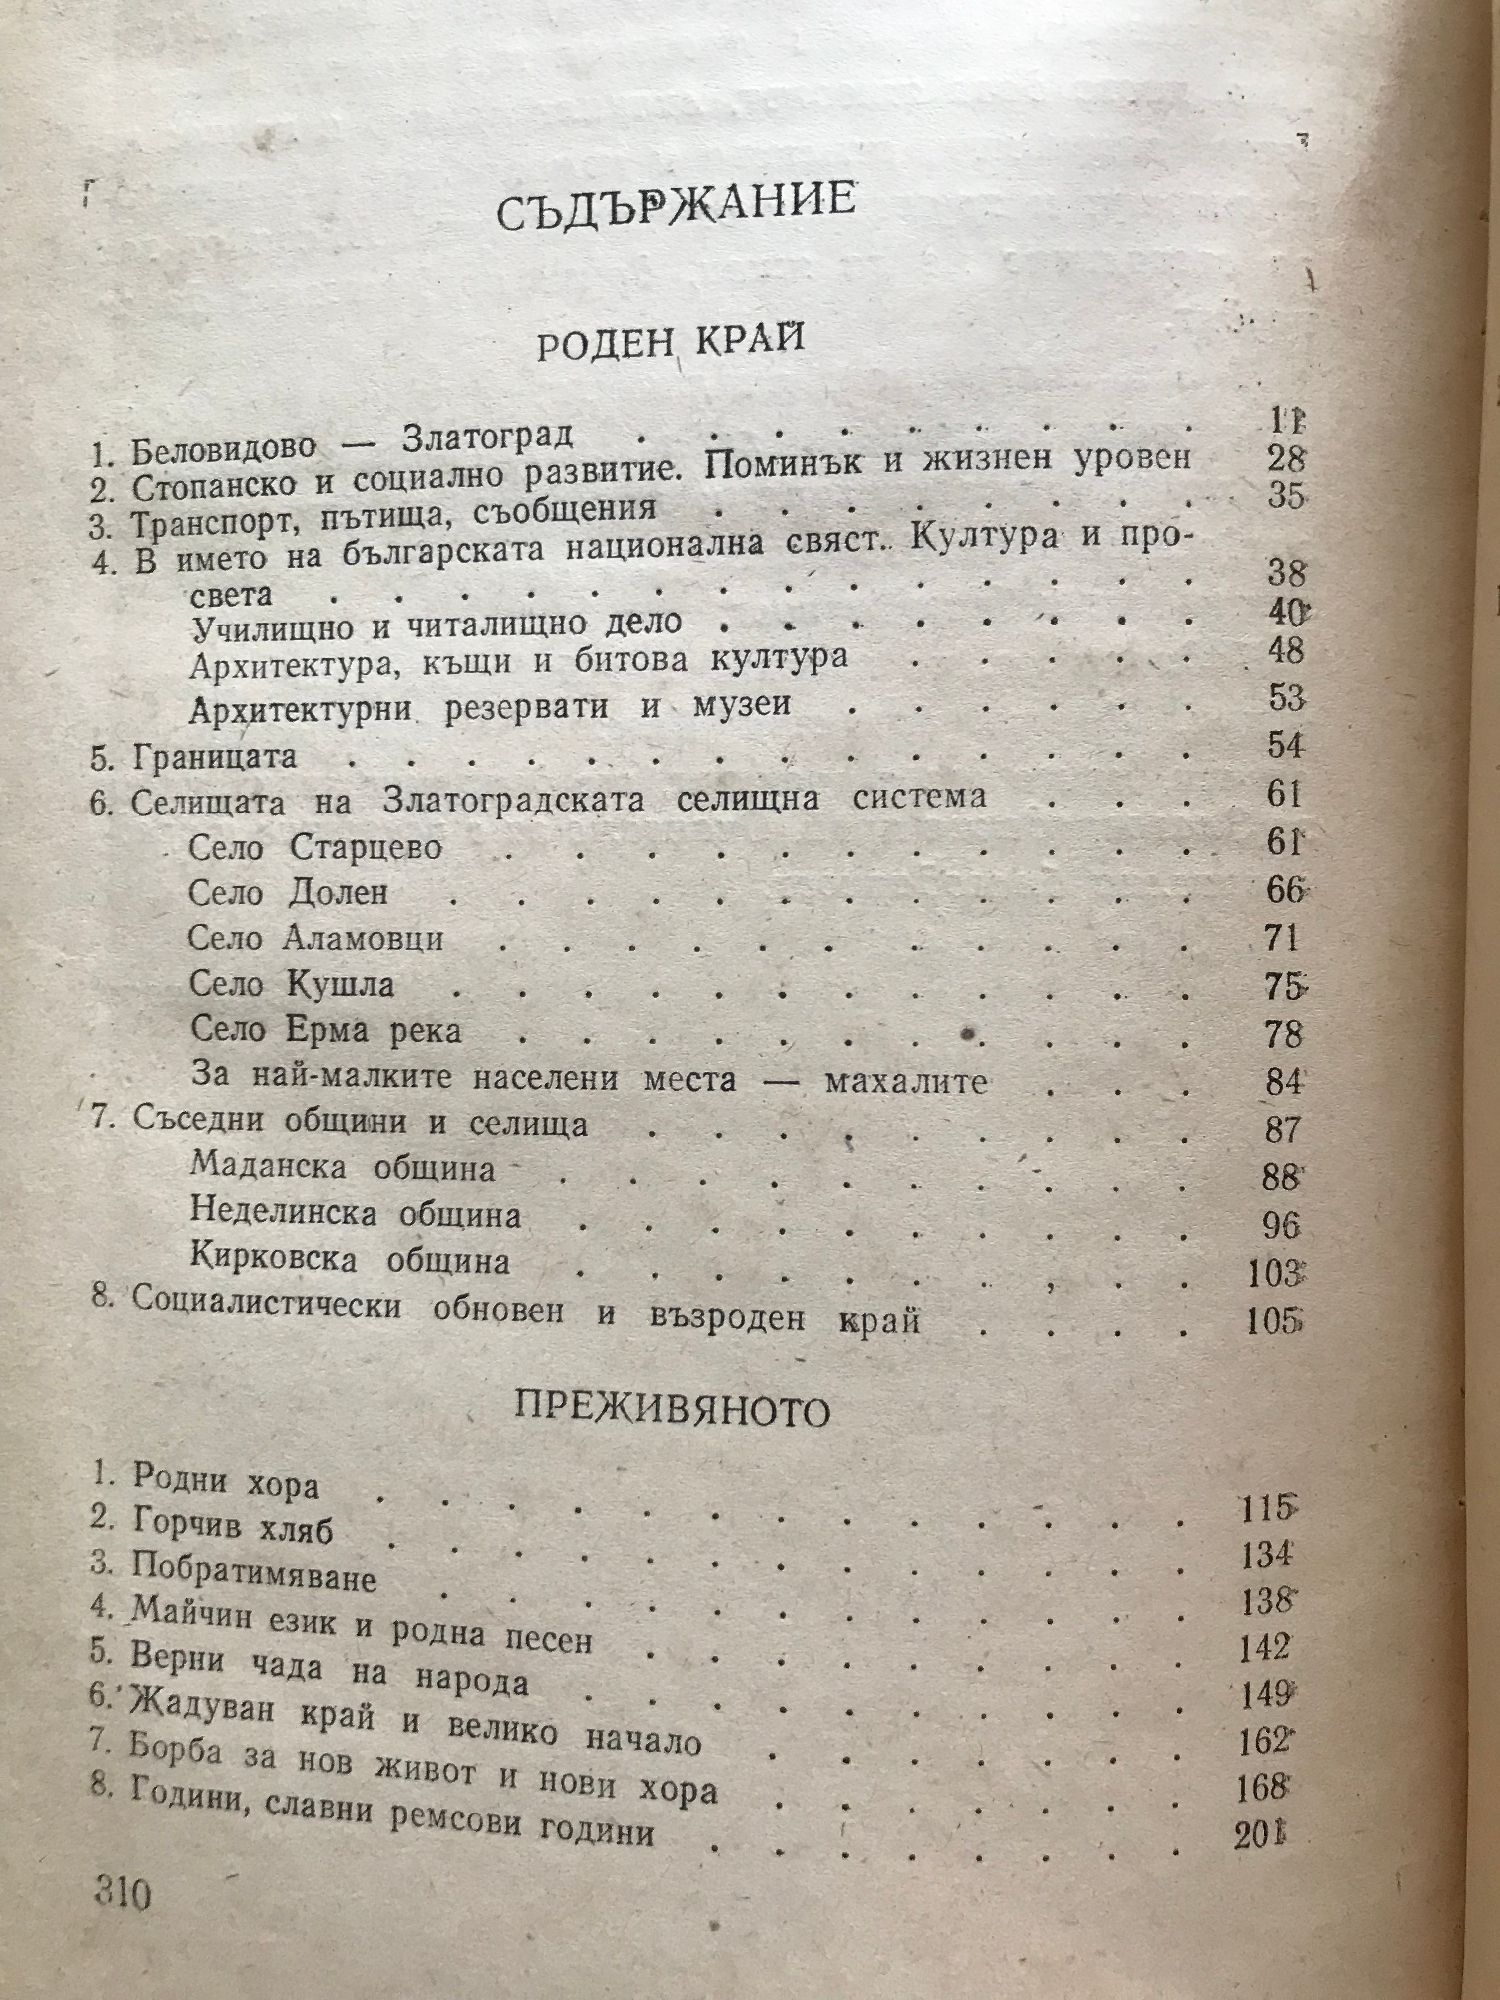 СЪДЪРЖАНИЕ
РОДЕН КРАЙ
1. Беловидово — Златоград . . . . . . . . . 11
2. Стопанско и социално развитие. Поминък и жизнен уровен 28
3. Транспорт, пътища, съобщения . . . . . . . . 35
4. В името на българската национална свяст. Култура и про-
света . . . . . . . . . . . . . . 38
Училищно и читалищно дело . . . . . . . . 40
Архитектура, къщи и битова култура . . . . . 48
Архитектурни резервати и музеи . . . . . . 53
5. Границата . . . . . . . . . . . . . . 54
6. Селищата на Златоградската селищна система . . . 61
Село Старцево . . . . . . . . . . . 61
Село Долен . . . . . . . . . . . . 66
Село Аламовци . . . . . . . . . . . 71
Село Кушла . . . . . . . . . . . . 75
Село Ерма река . . . . . . . . . . . 78
За най-малките населени места — махалите . . . 84
7. Съседни общини и селища . . . . . . . . . 87
Маданска община . . . . . . . . . . 88
Неделинска община . . . . . . . . . . 96
Кирковска община . . . . . . . . . . 103
8. Социалистически обновен и възроден край . . . . 105
ПРЕЖИВЯНОТО
1. Родни хора . . . . . . . . . . . . . 115
2. Горчив хляб . . . . . . . . . . . . . 134
3. Побратимяване . . . . . . . . . . . . 138
4. Майчин език и родна песен . . . . . . . . . 142
5. Верни чада на народа . . . . . . . . . . 149
6. Жадуван край и велико начало . . . . . . . 162
7. Борба за нов живот и нови хора . . . . . . . 168
8. Години, славни ремсови години . . . . . . . . 201
310